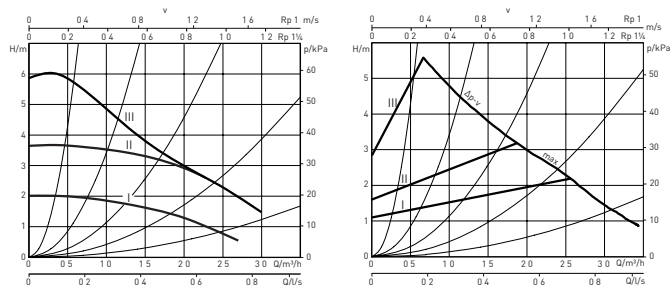 v
0 0 4 0 8 1 2 1 6 Rp 1 m/s
0 0 2 0 4 0 6 0 8 1 0 1 2 Rp 1¼
H/m p/kPa
6 60
5 50
4 40
3 30
2 20
1 10
0 0
III
II
I
0 0 5 1 0 1 5 2 0 2 5 3 0 Q/m³/h
0 0 2 0 4 0 6 0 8 Q/l/s
v
0 0 4 0 8 1 2 1 6 Rp 1
m/s
0 0 2 0 4 0 6 0 8 1 0 1 2 Rp 1¼
H/m p/kPa
5 50
4 40
3 30
2 20
1 10
0 0
III
II
I
Δp-v
max
0 0 5 1 0 1 5 2 0 2 5 3 0 Q/m³/h
0 0 2 0 4 0 6 0 8 1 0 Q/l/s